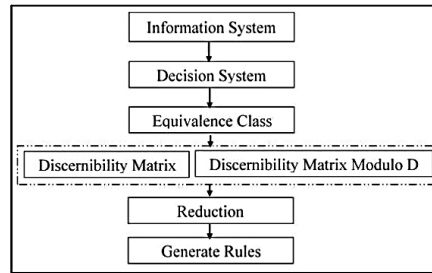 Information System
Decision System
Equivalence Class
Discernibility Matrix
Discernibility Matrix Modulo D
Reduction
Generate Rules